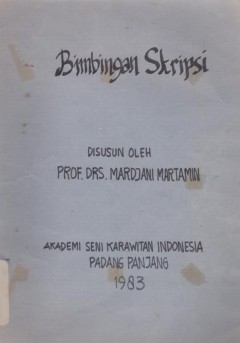 Bimbingan Skripsi
DISUSUN OLEH
PROF. DRS. MARDJANI MARTAMIN
AKADEMI SENI KARAWITAN INDONESIA
PADANG PANJANG
1983